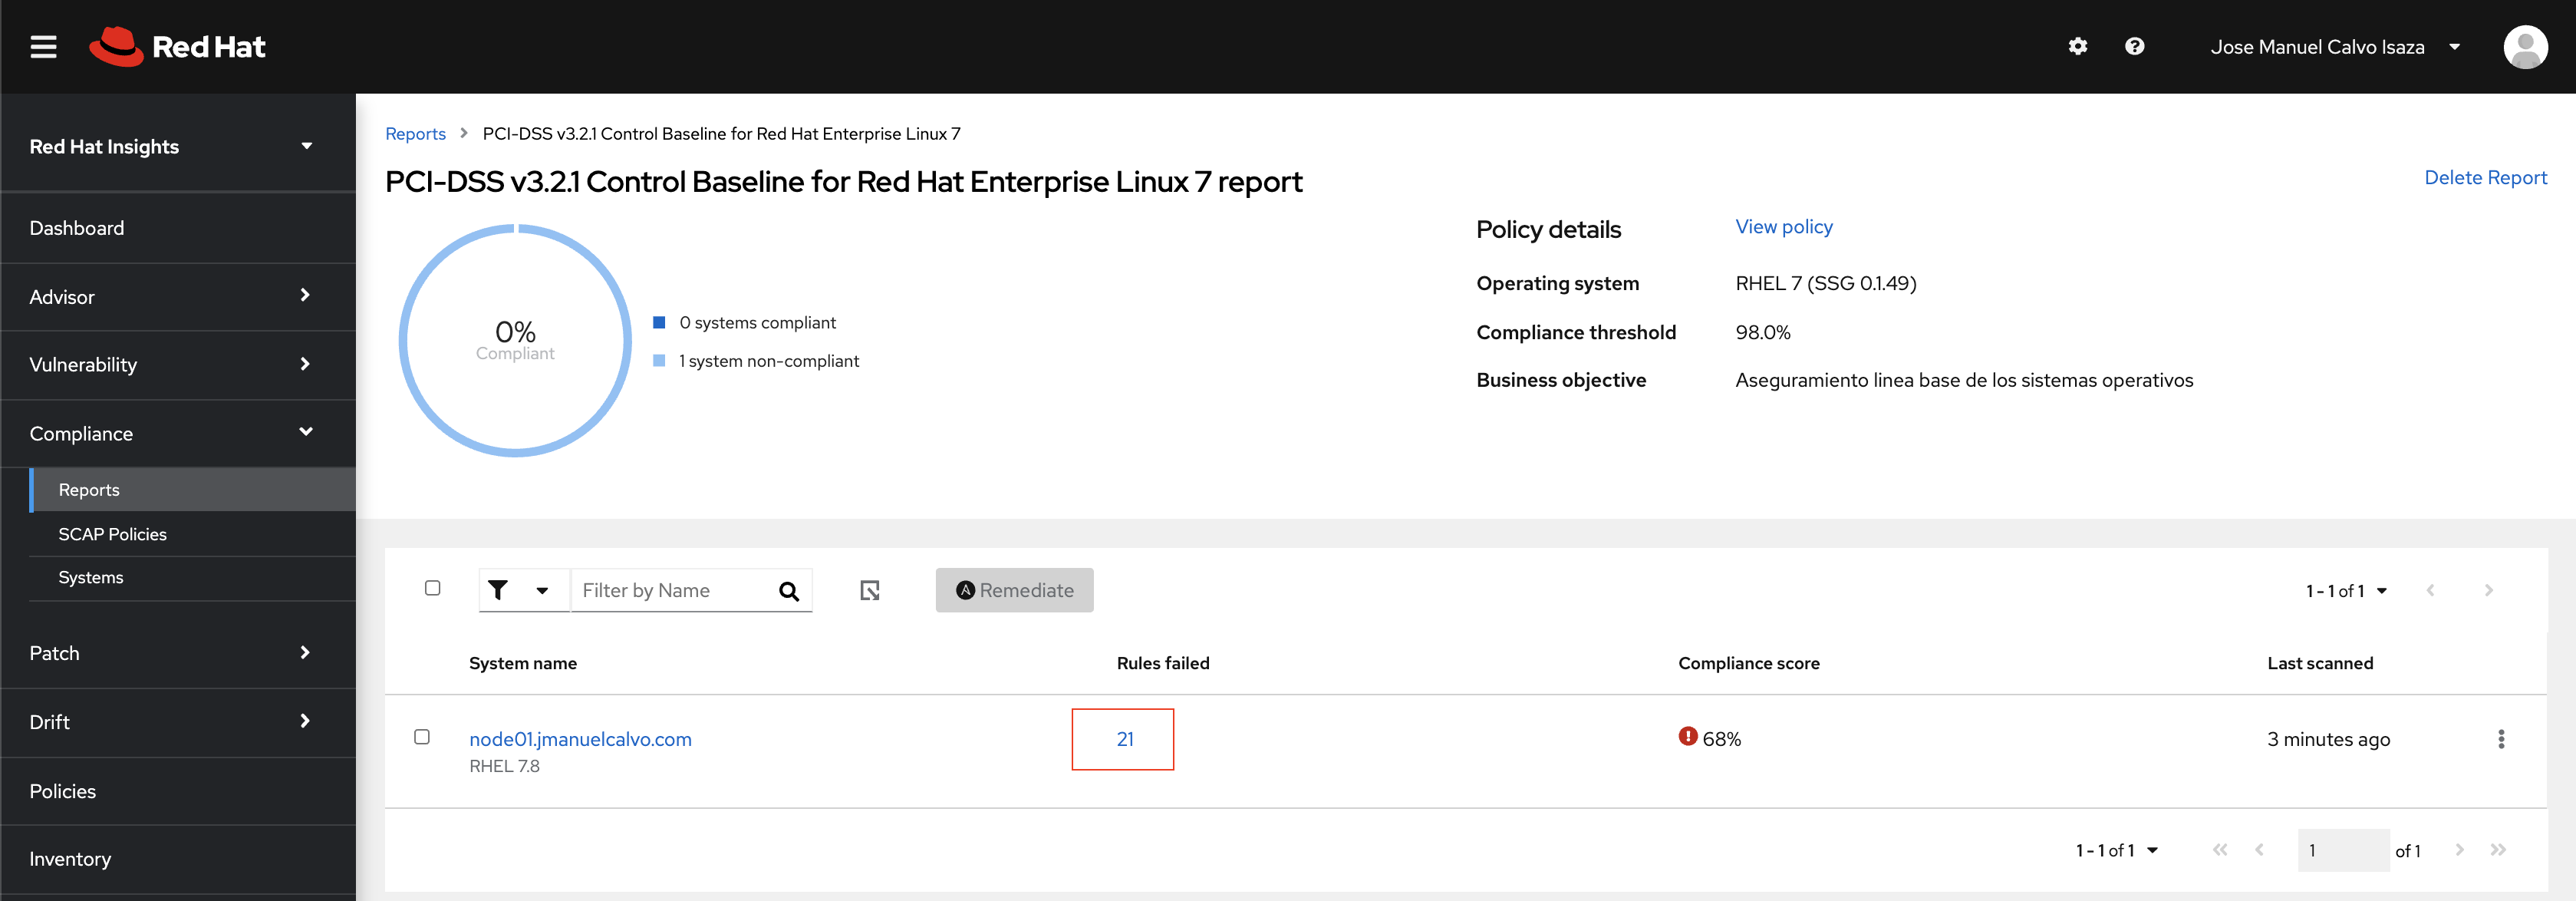 Red Hat
Jose Manuel Calvo Isaza
Red Hat Insights
Dashboard
Advisor
Vulnerability
Compliance
Reports
SCAP Policies
Systems
Patch
Drift
Policies
Inventory
Reports > PCI-DSS v3.2.1 Control Baseline for Red Hat Enterprise Linux 7
PCI-DSS v3.2.1 Control Baseline for Red Hat Enterprise Linux 7 report
Delete Report
0%
Compliant
0 systems compliant
1 system non-compliant
Policy details View policy
Operating system RHEL 7 (SSG 0.1.49)
Compliance threshold 98.0%
Business objective Aseguramiento linea base de los sistemas operativos
Filter by Name Remediate 1 - 1 of 1
System name Rules failed Compliance score Last scanned
node01.jmanuelcalvo.com 21 68% 3 minutes ago
RHEL 7.8
1 - 1 of 1 1 of 1